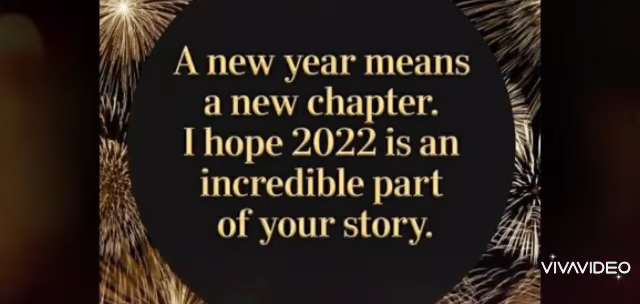 A new year means
a new chapter.
I hope 2022 is an
incredible part
of your story.
VIVAVIDEO